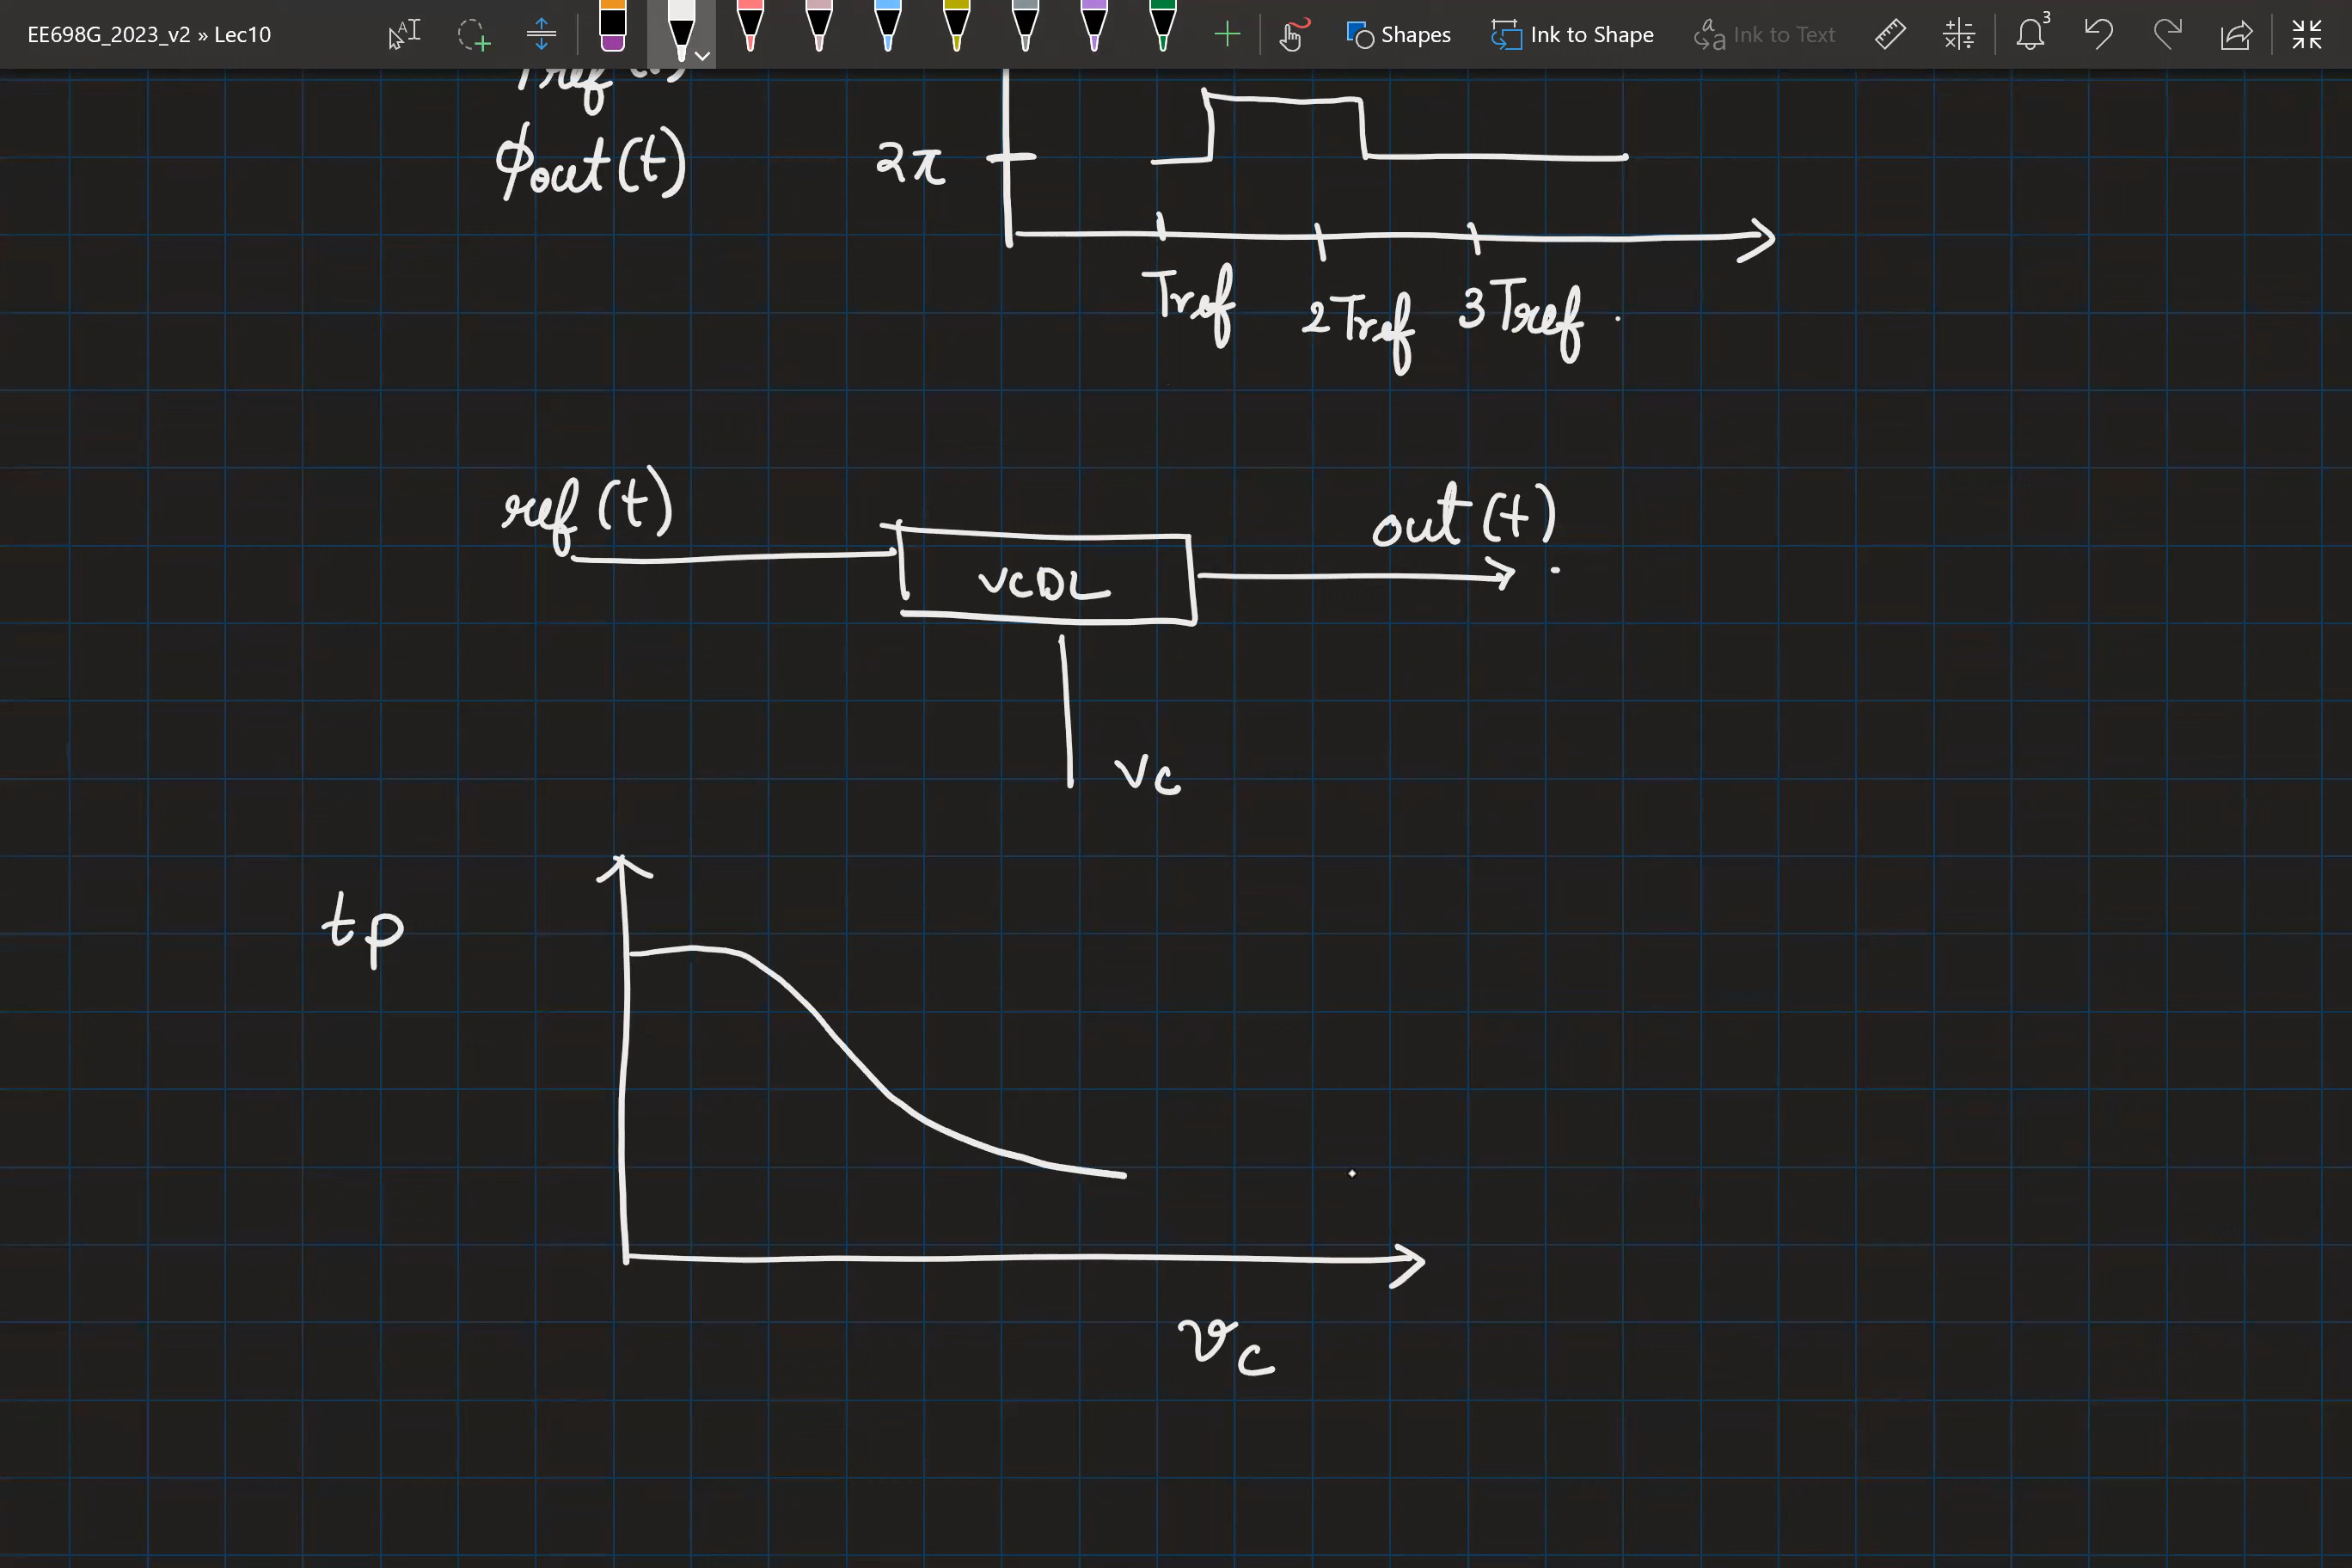 EE698G_2023_v2 » Lec10
Shapes
Ink to Shape
Ink to Text
3
ϕout(t)
2π
Tref
2Tref
3Tref
ref(t)
VCDL
out(t)
Vc
tp
vc